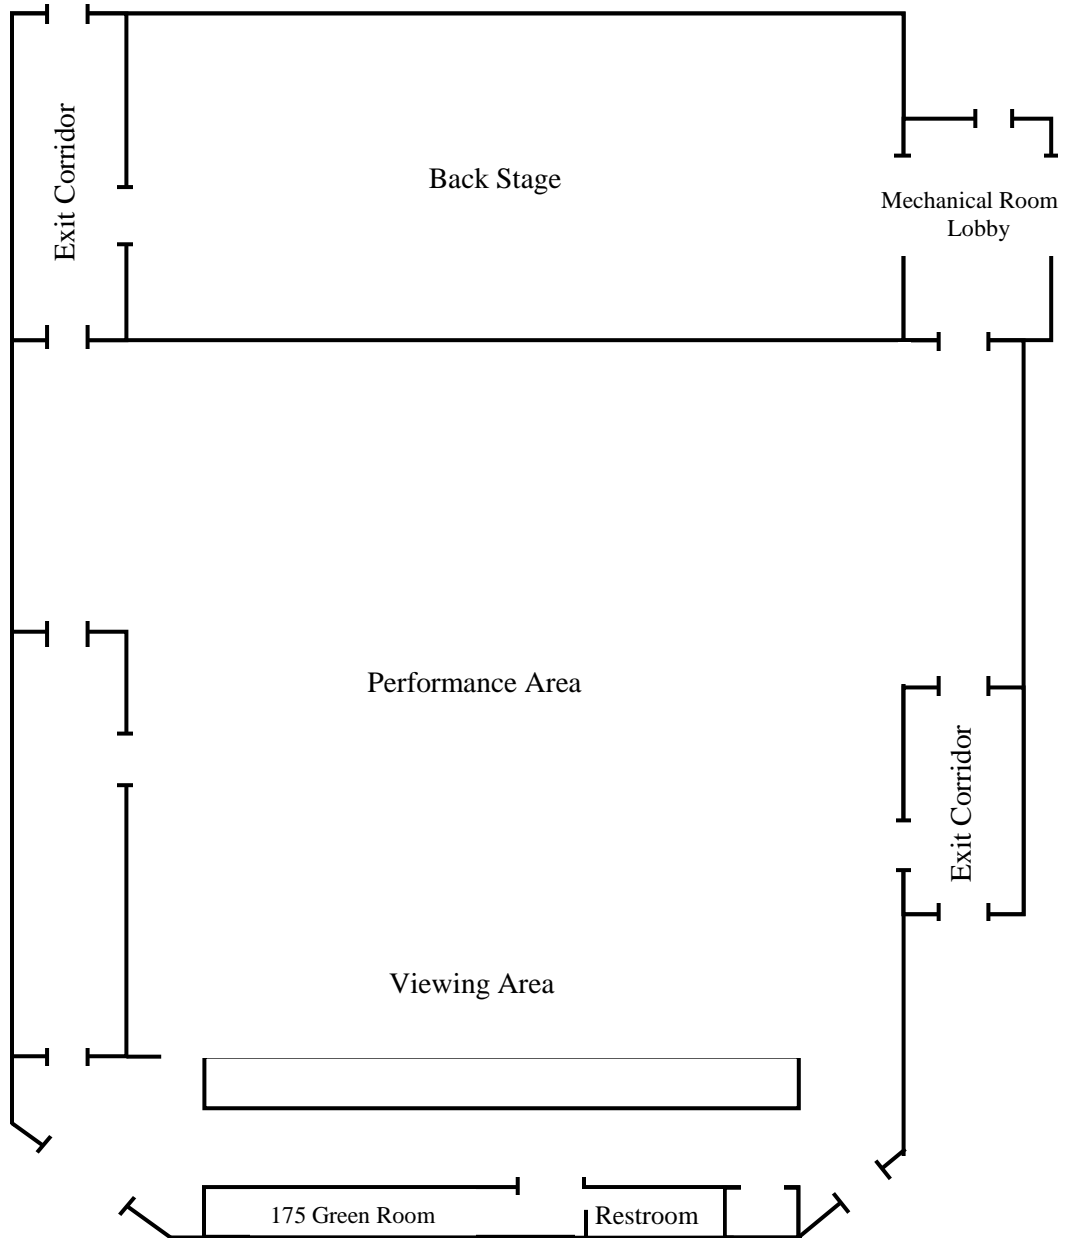 Exit Corridor
Back Stage
Mechanical Room
Lobby
Performance Area
Exit Corridor
Viewing Area
175 Green Room
Restroom